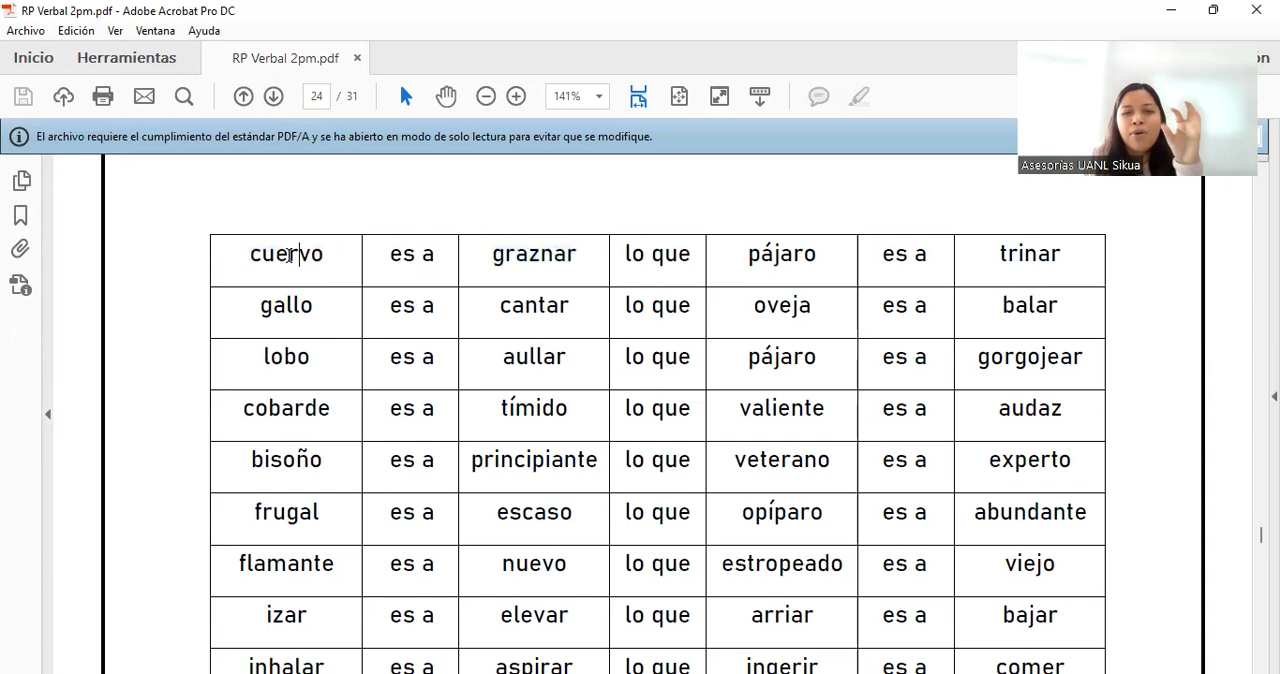 RP Verbal 2pm.pdf - Adobe Acrobat Pro DC
Archivo Edición Ver Ventana Ayuda
Inicio Herramientas RP Verbal 2pm.pdf ×
24 / 31 141%
El archivo requiere el cumplimiento del estándar PDF/A y se ha abierto en modo de solo lectura para evitar que se modifique.
Asesorías UANL Sikua
cuervo es a graznar lo que pájaro es a trinar
gallo es a cantar lo que oveja es a balar
lobo es a aullar lo que pájaro es a gorgojear
cobarde es a tímido lo que valiente es a audaz
bisoño es a principiante lo que veterano es a experto
frugal es a escaso lo que opíparo es a abundante
flamante es a nuevo lo que estropeado es a viejo
izar es a elevar lo que arriar es a bajar
inhalar es a aspirar lo que ingerir es a comer